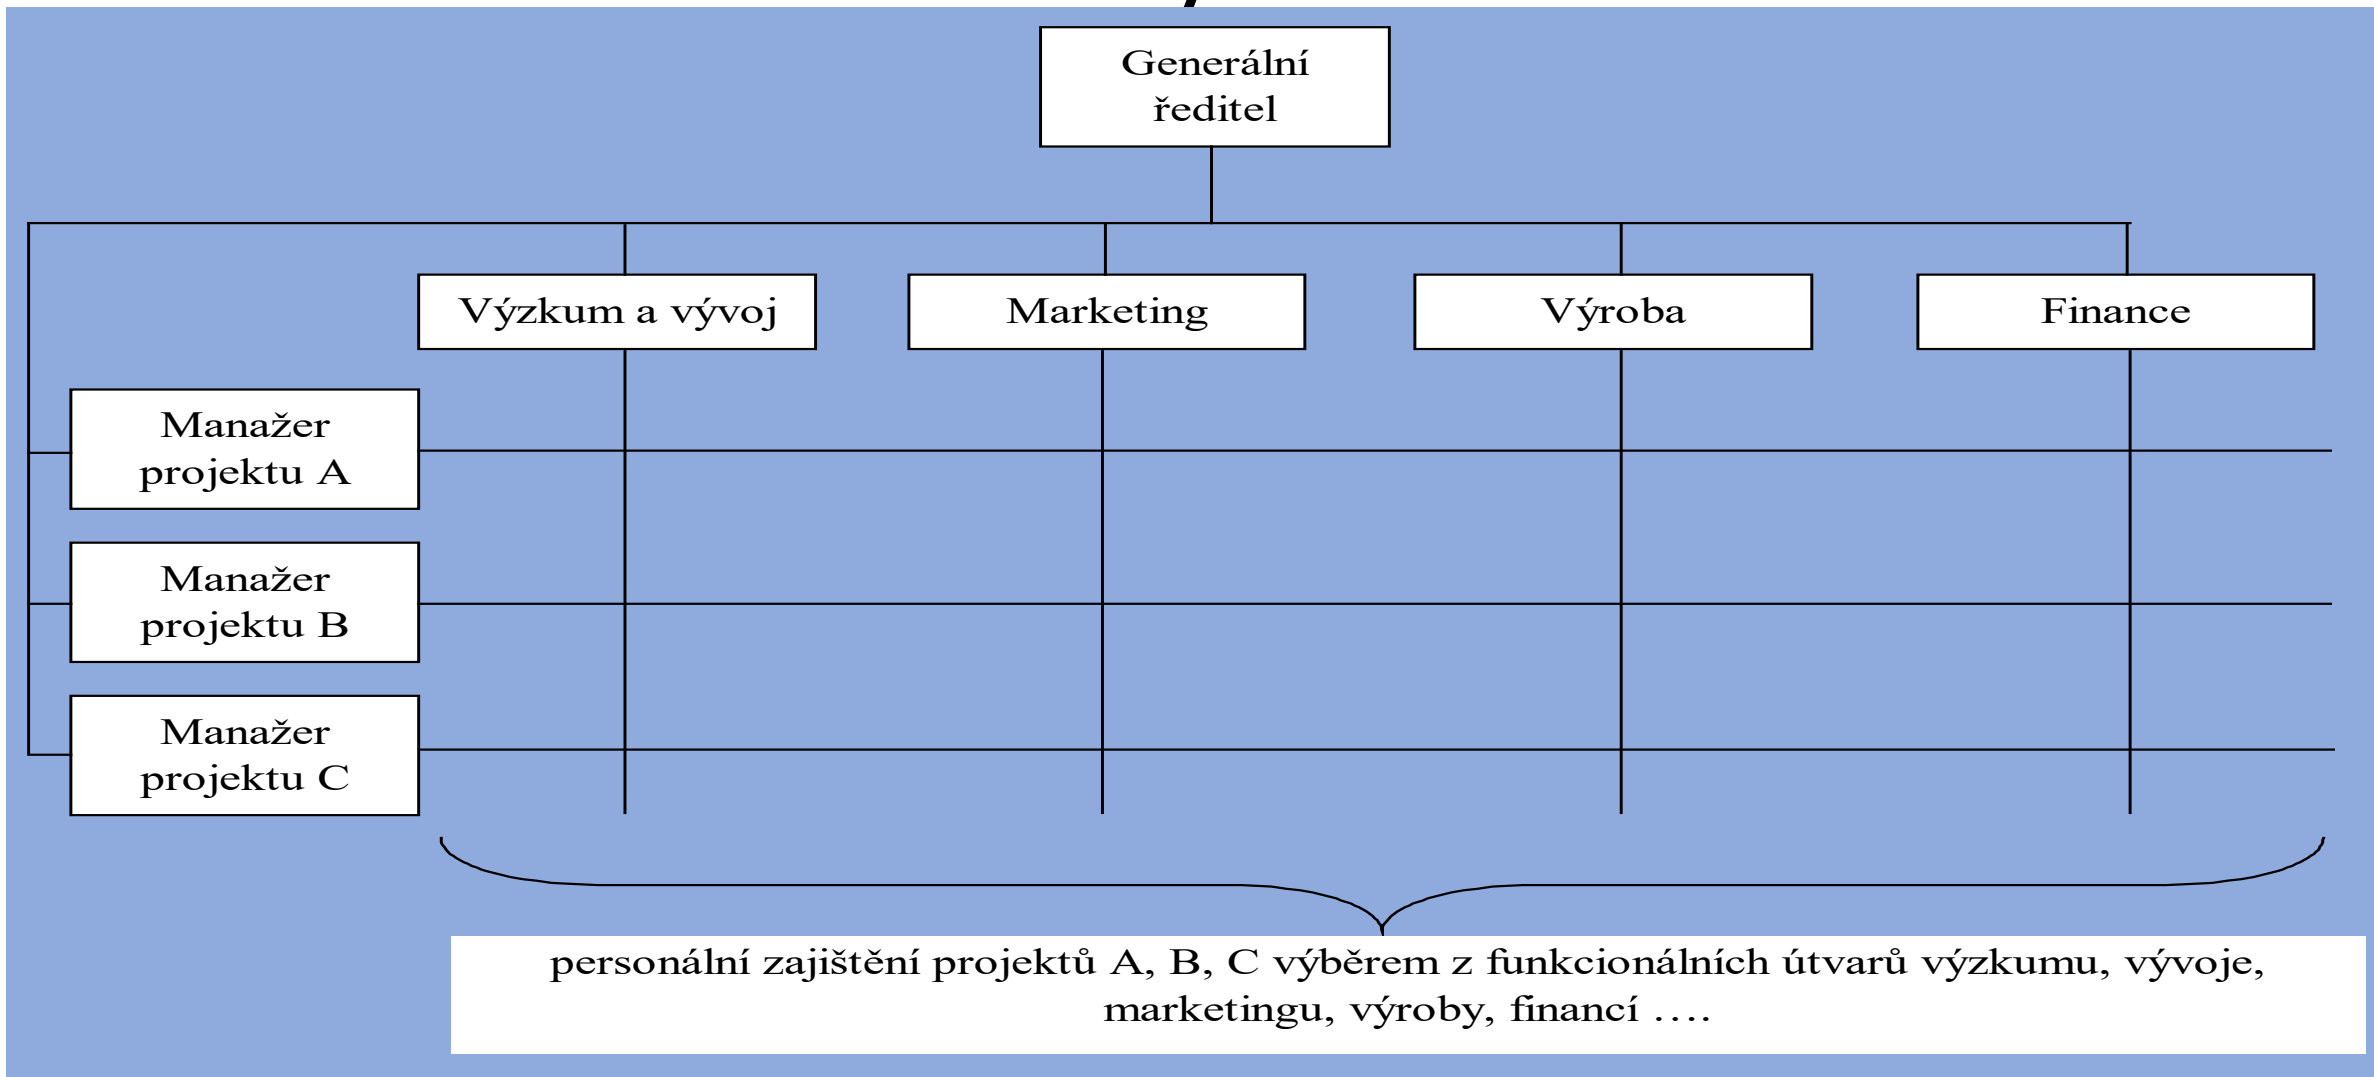 Generální
ředitel
Výzkum a vývoj
Marketing
Výroba
Finance
Manažer
projektu A
Manažer
projektu B
Manažer
projektu C
personální zajištění projektů A, B, C výběrem z funkcionálních útvarů výzkumu, vývoje,
marketingu, výroby, financí ….